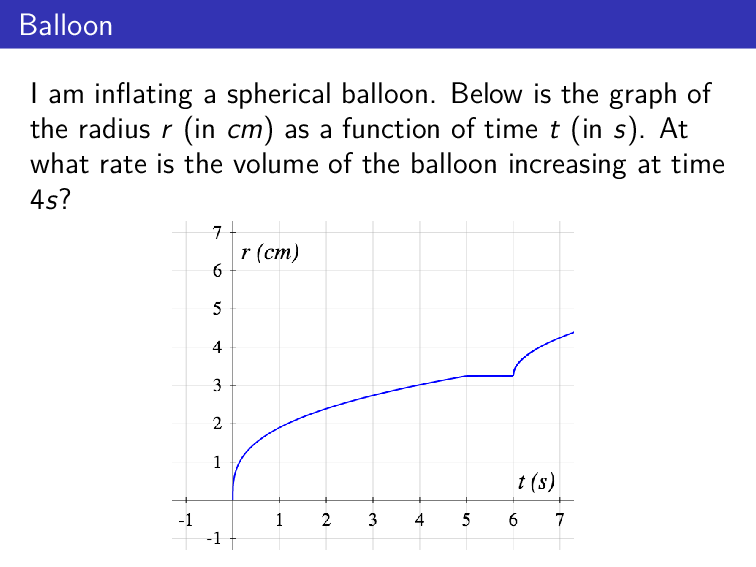 Balloon
I am inflating a spherical balloon. Below is the graph of
the radius r (in cm) as a function of time t (in s). At
what rate is the volume of the balloon increasing at time
4s?
7
r (cm)
6
5
4
3
2
1
t (s)
-1 1 2 3 4 5 6 7
-1